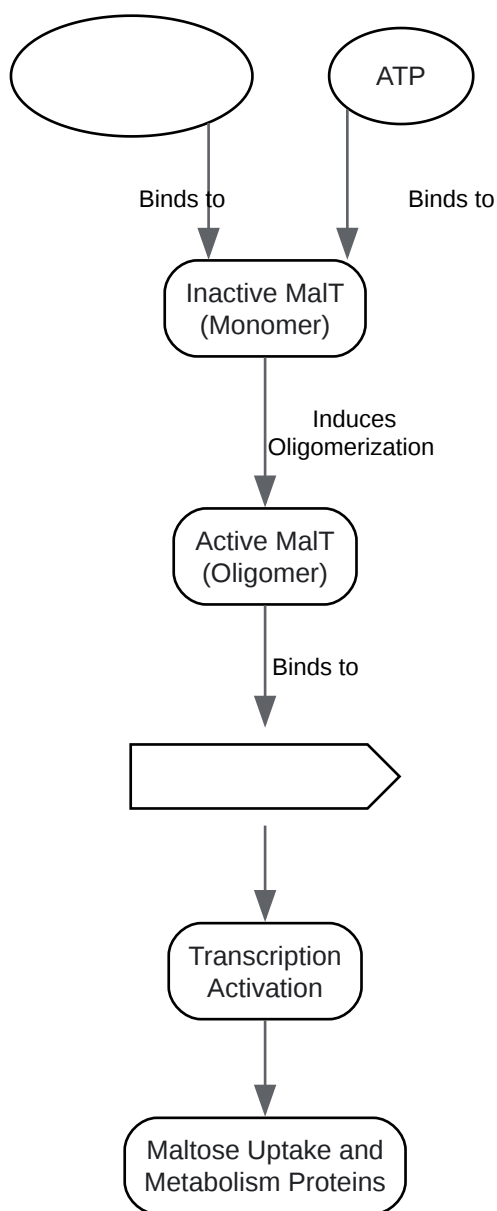 ATP
Binds to
Binds to
Inactive MalT
(Monomer)
Induces
Oligomerization
Active MalT
(Oligomer)
Binds to
Transcription
Activation
Maltose Uptake and
Metabolism Proteins